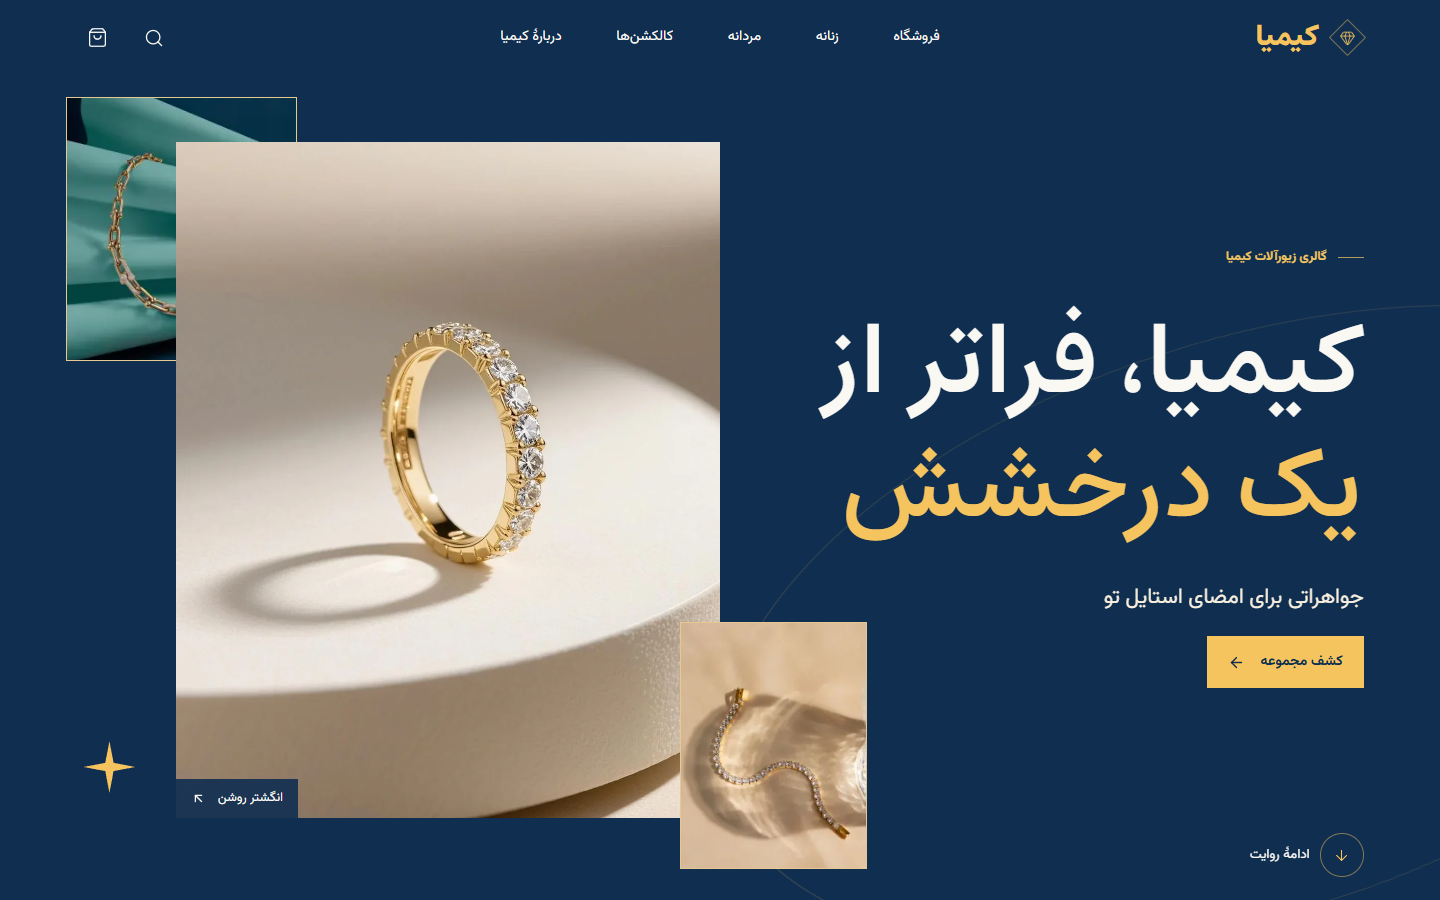 کیمیا
فروشگاه
زنانه
مردانه
کالکشن‌ها
دربارهٔ کیمیا
گالری زیورآلات کیمیا
کیمیا، فراتر از
یک درخشش
جواهراتی برای امضای استایل تو
کشف مجموعه
انگشتر روشن
ادامهٔ روایت